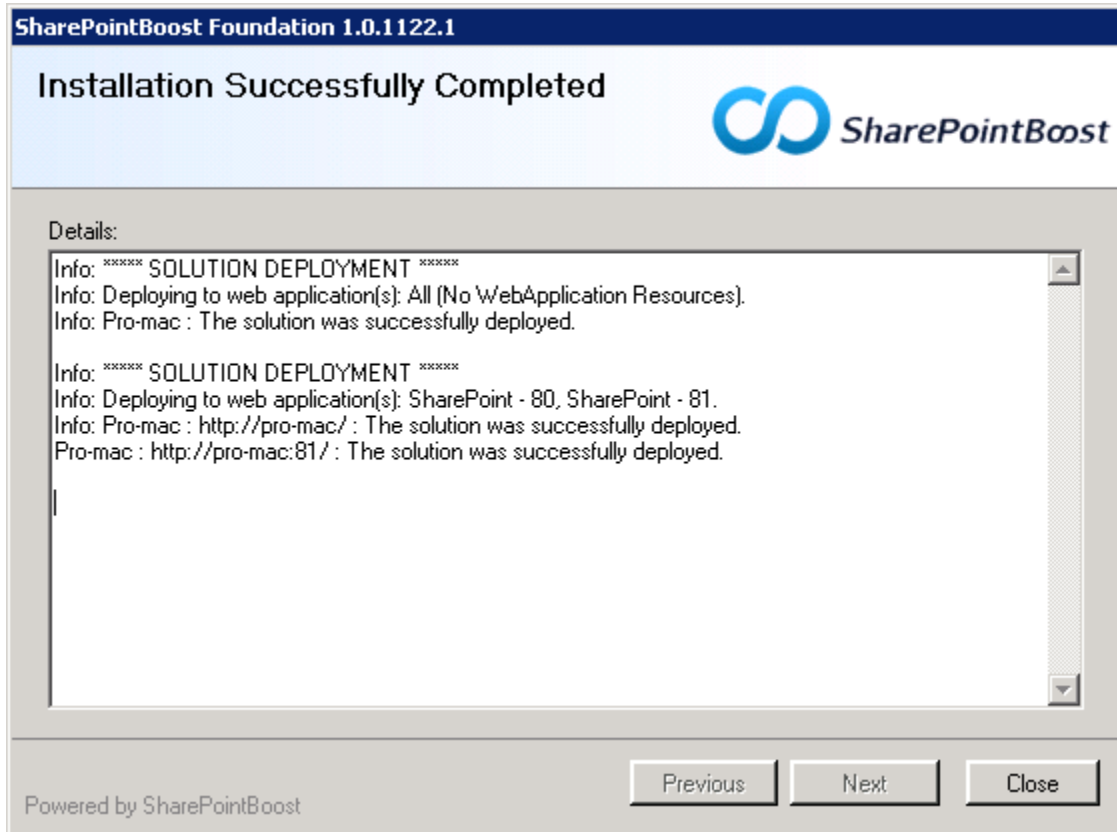 SharePointBoost Foundation 1.0.1122.1
Installation Successfully Completed
SharePointBoost
Details:
Info: ***** SOLUTION DEPLOYMENT *****
Info: Deploying to web application(s): All (No WebApplication Resources).
Info: Pro-mac : The solution was successfully deployed.
Info: ***** SOLUTION DEPLOYMENT *****
Info: Deploying to web application(s): SharePoint - 80, SharePoint - 81.
Info: Pro-mac : http://pro-mac/ : The solution was successfully deployed.
Pro-mac : http://pro-mac:81/ : The solution was successfully deployed.
Previous Next Close
Powered by SharePointBoost